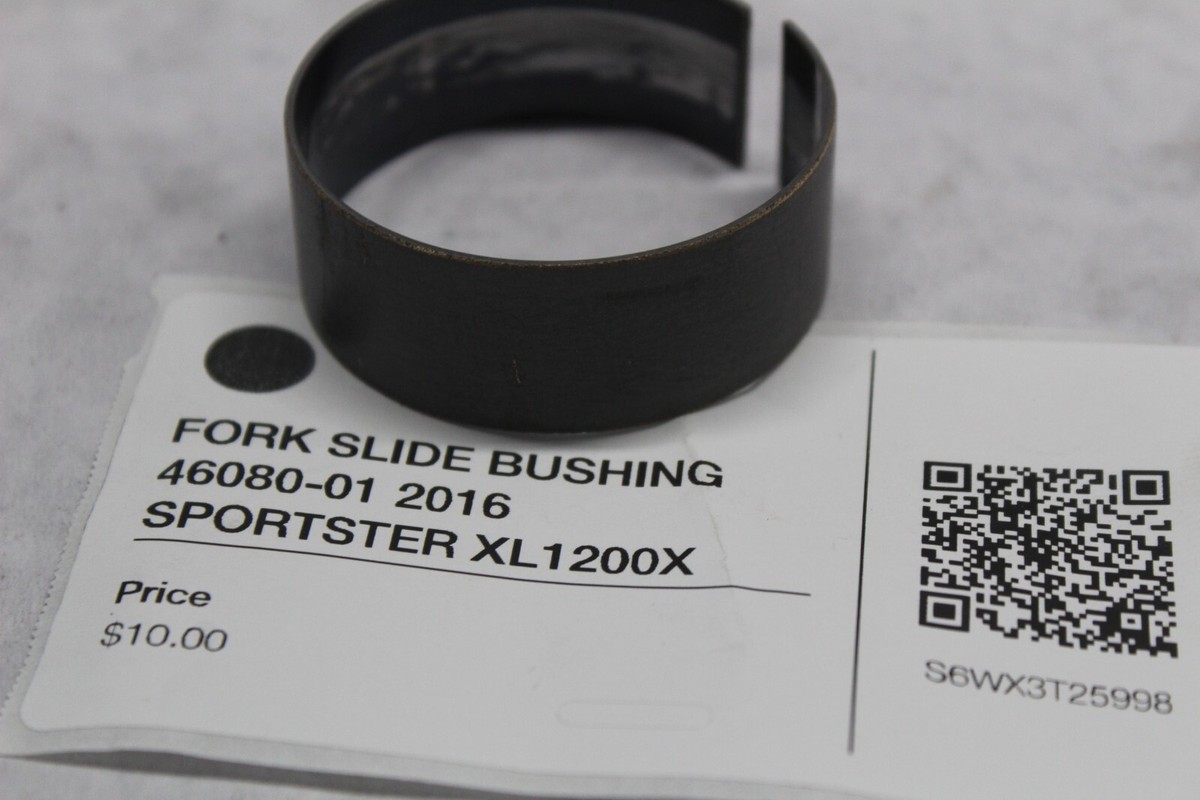 FORK SLIDE BUSHING
46080-01 2016
SPORTSTER XL1200X
Price
$10.00
S6WX3T25998